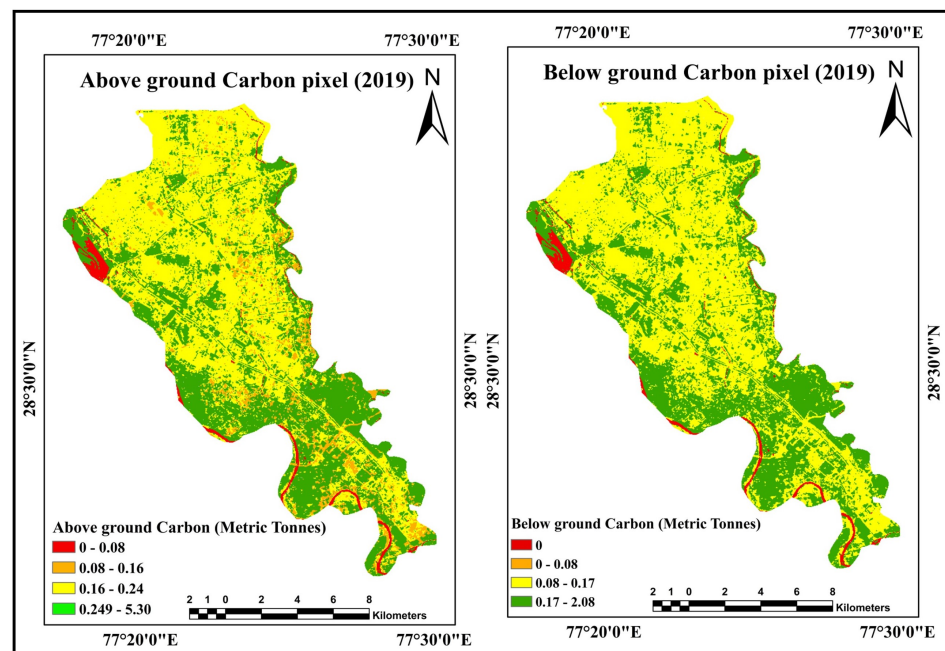 77°20'0"E 77°30'0"E
Above ground Carbon pixel (2019)
N
28°30'0"N
28°30'0"N
Above ground Carbon (Metric Tonnes)
0 - 0.08
0.08 - 0.16
0.16 - 0.24
0.249 - 5.30
2 1 0 2 4 6 8
Kilometers
77°20'0"E 77°30'0"E
77°20'0"E 77°30'0"E
Below ground Carbon pixel (2019)
N
28°30'0"N
28°30'0"N
Below ground Carbon (Metric Tonnes)
0
0 - 0.08
0.08 - 0.17
0.17 - 2.08
2 1 0 2 4 6 8
Kilometers
77°20'0"E 77°30'0"E